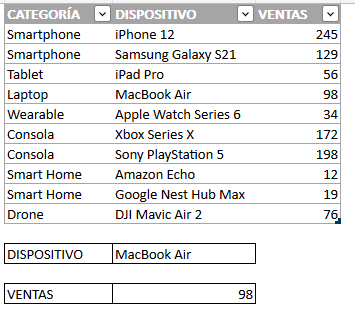 CATEGORÍA DISPOSITIVO VENTAS
Smartphone iPhone 12 245
Smartphone Samsung Galaxy S21 129
Tablet iPad Pro 56
Laptop MacBook Air 98
Wearable Apple Watch Series 6 34
Consola Xbox Series X 172
Consola Sony PlayStation 5 198
Smart Home Amazon Echo 12
Smart Home Google Nest Hub Max 19
Drone DJI Mavic Air 2 76
DISPOSITIVO MacBook Air
VENTAS 98